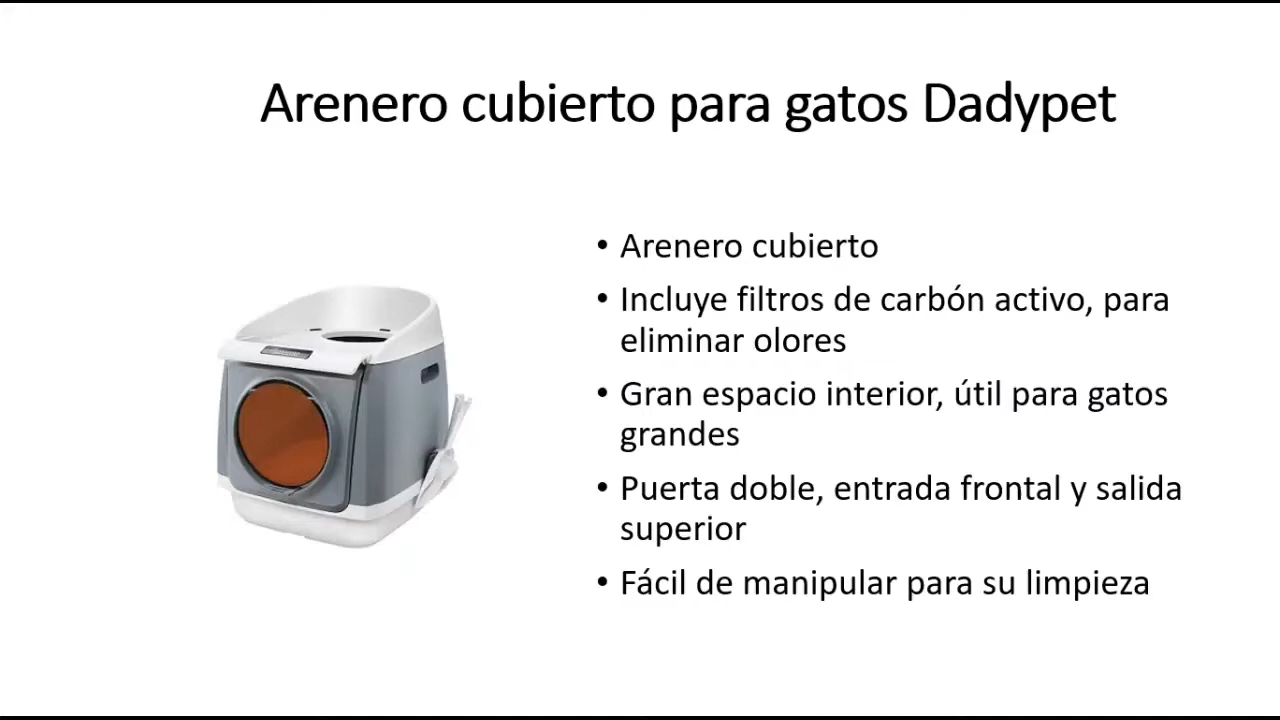 Arenero cubierto para gatos Dadypet
• Arenero cubierto
• Incluye filtros de carbón activo, para
eliminar olores
• Gran espacio interior, útil para gatos
grandes
• Puerta doble, entrada frontal y salida
superior
• Fácil de manipular para su limpieza